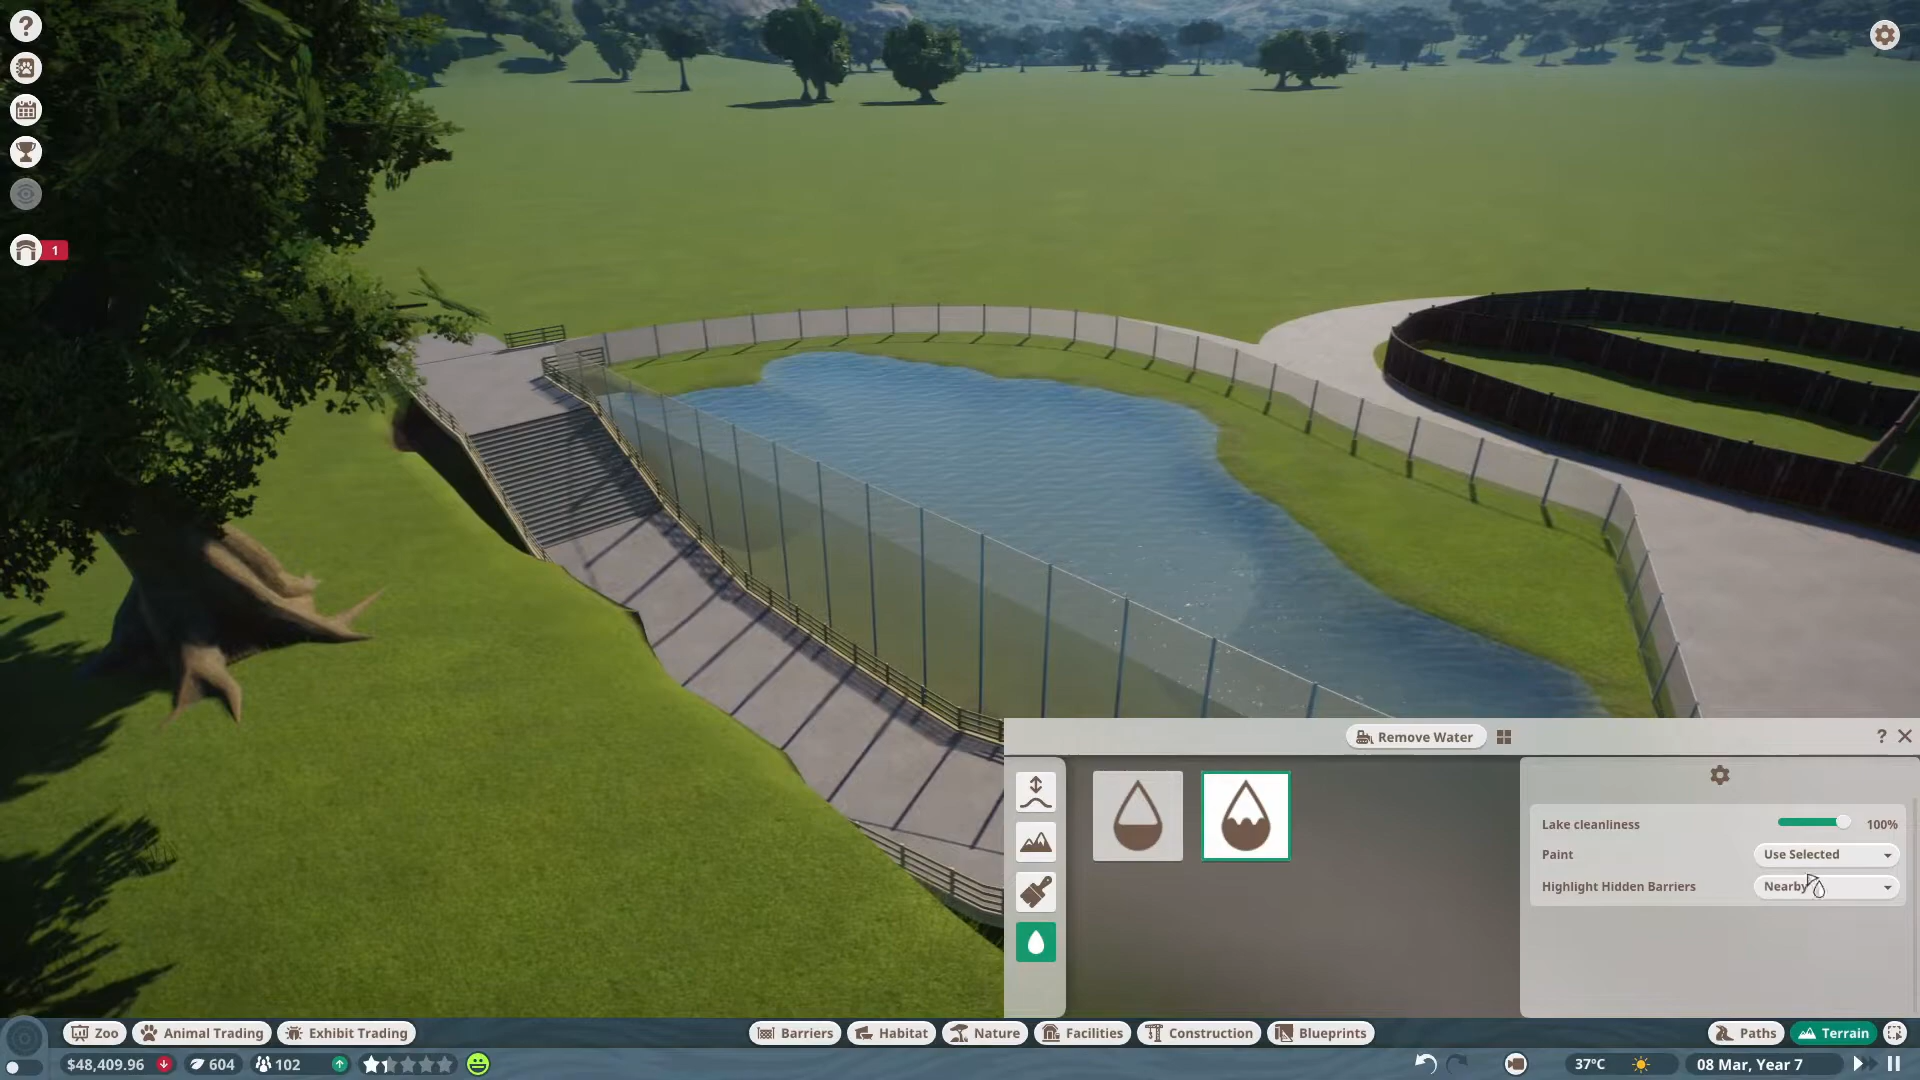 ?
1
Remove Water
?
Lake cleanliness 100%
Paint Use Selected
Highlight Hidden Barriers Nearby
Zoo Animal Trading Exhibit Trading Barriers Habitat Nature Facilities Construction Blueprints Paths Terrain
$48,409.96 604 102 37°C 08 Mar, Year 7